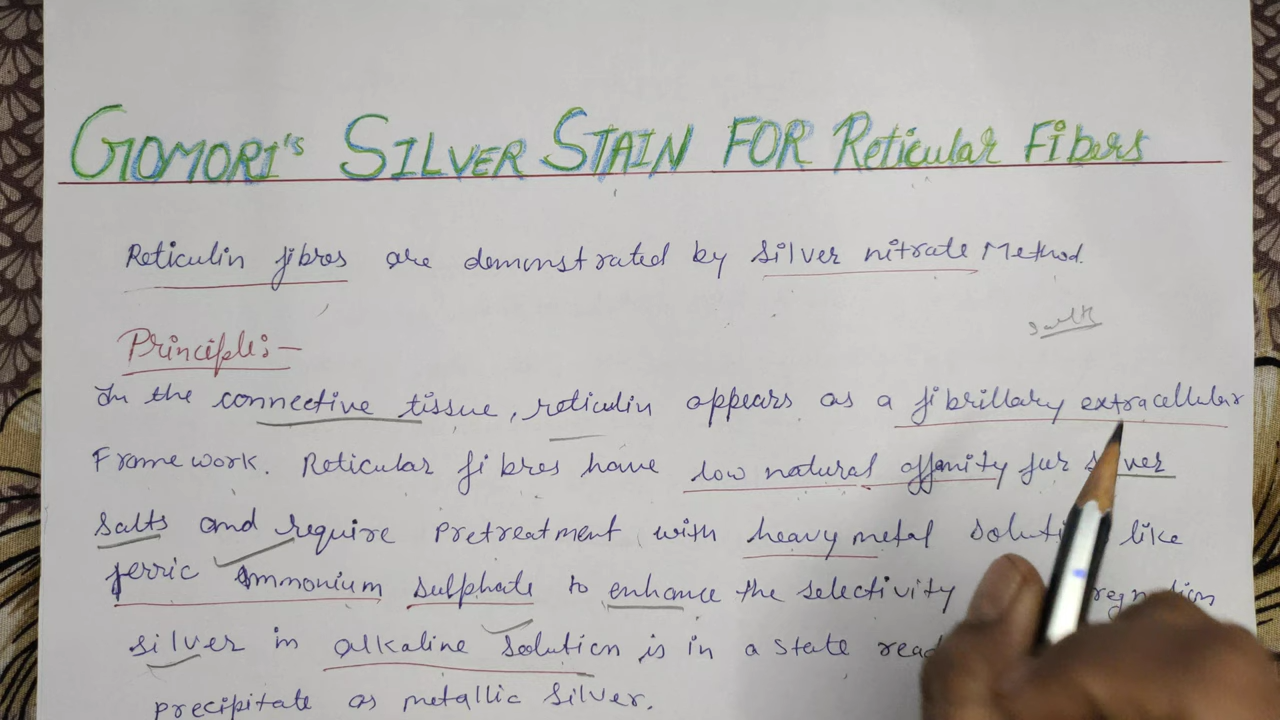 GOMORI's SILVER STAIN FOR Reticular Fibers
Reticulin fibres are demonstrated by silver nitrate Method.
salts
Principle:-
In the connective tissue, reticulin appears as a fibrillary extracellular
Framework. Reticular fibres have low natural affinity for
salts and require pretreatment with heavy metal like
ferric ammonium sulphate to enhance the selectivity
silver in alkaline solution is in a state
precipitate as metallic silver.